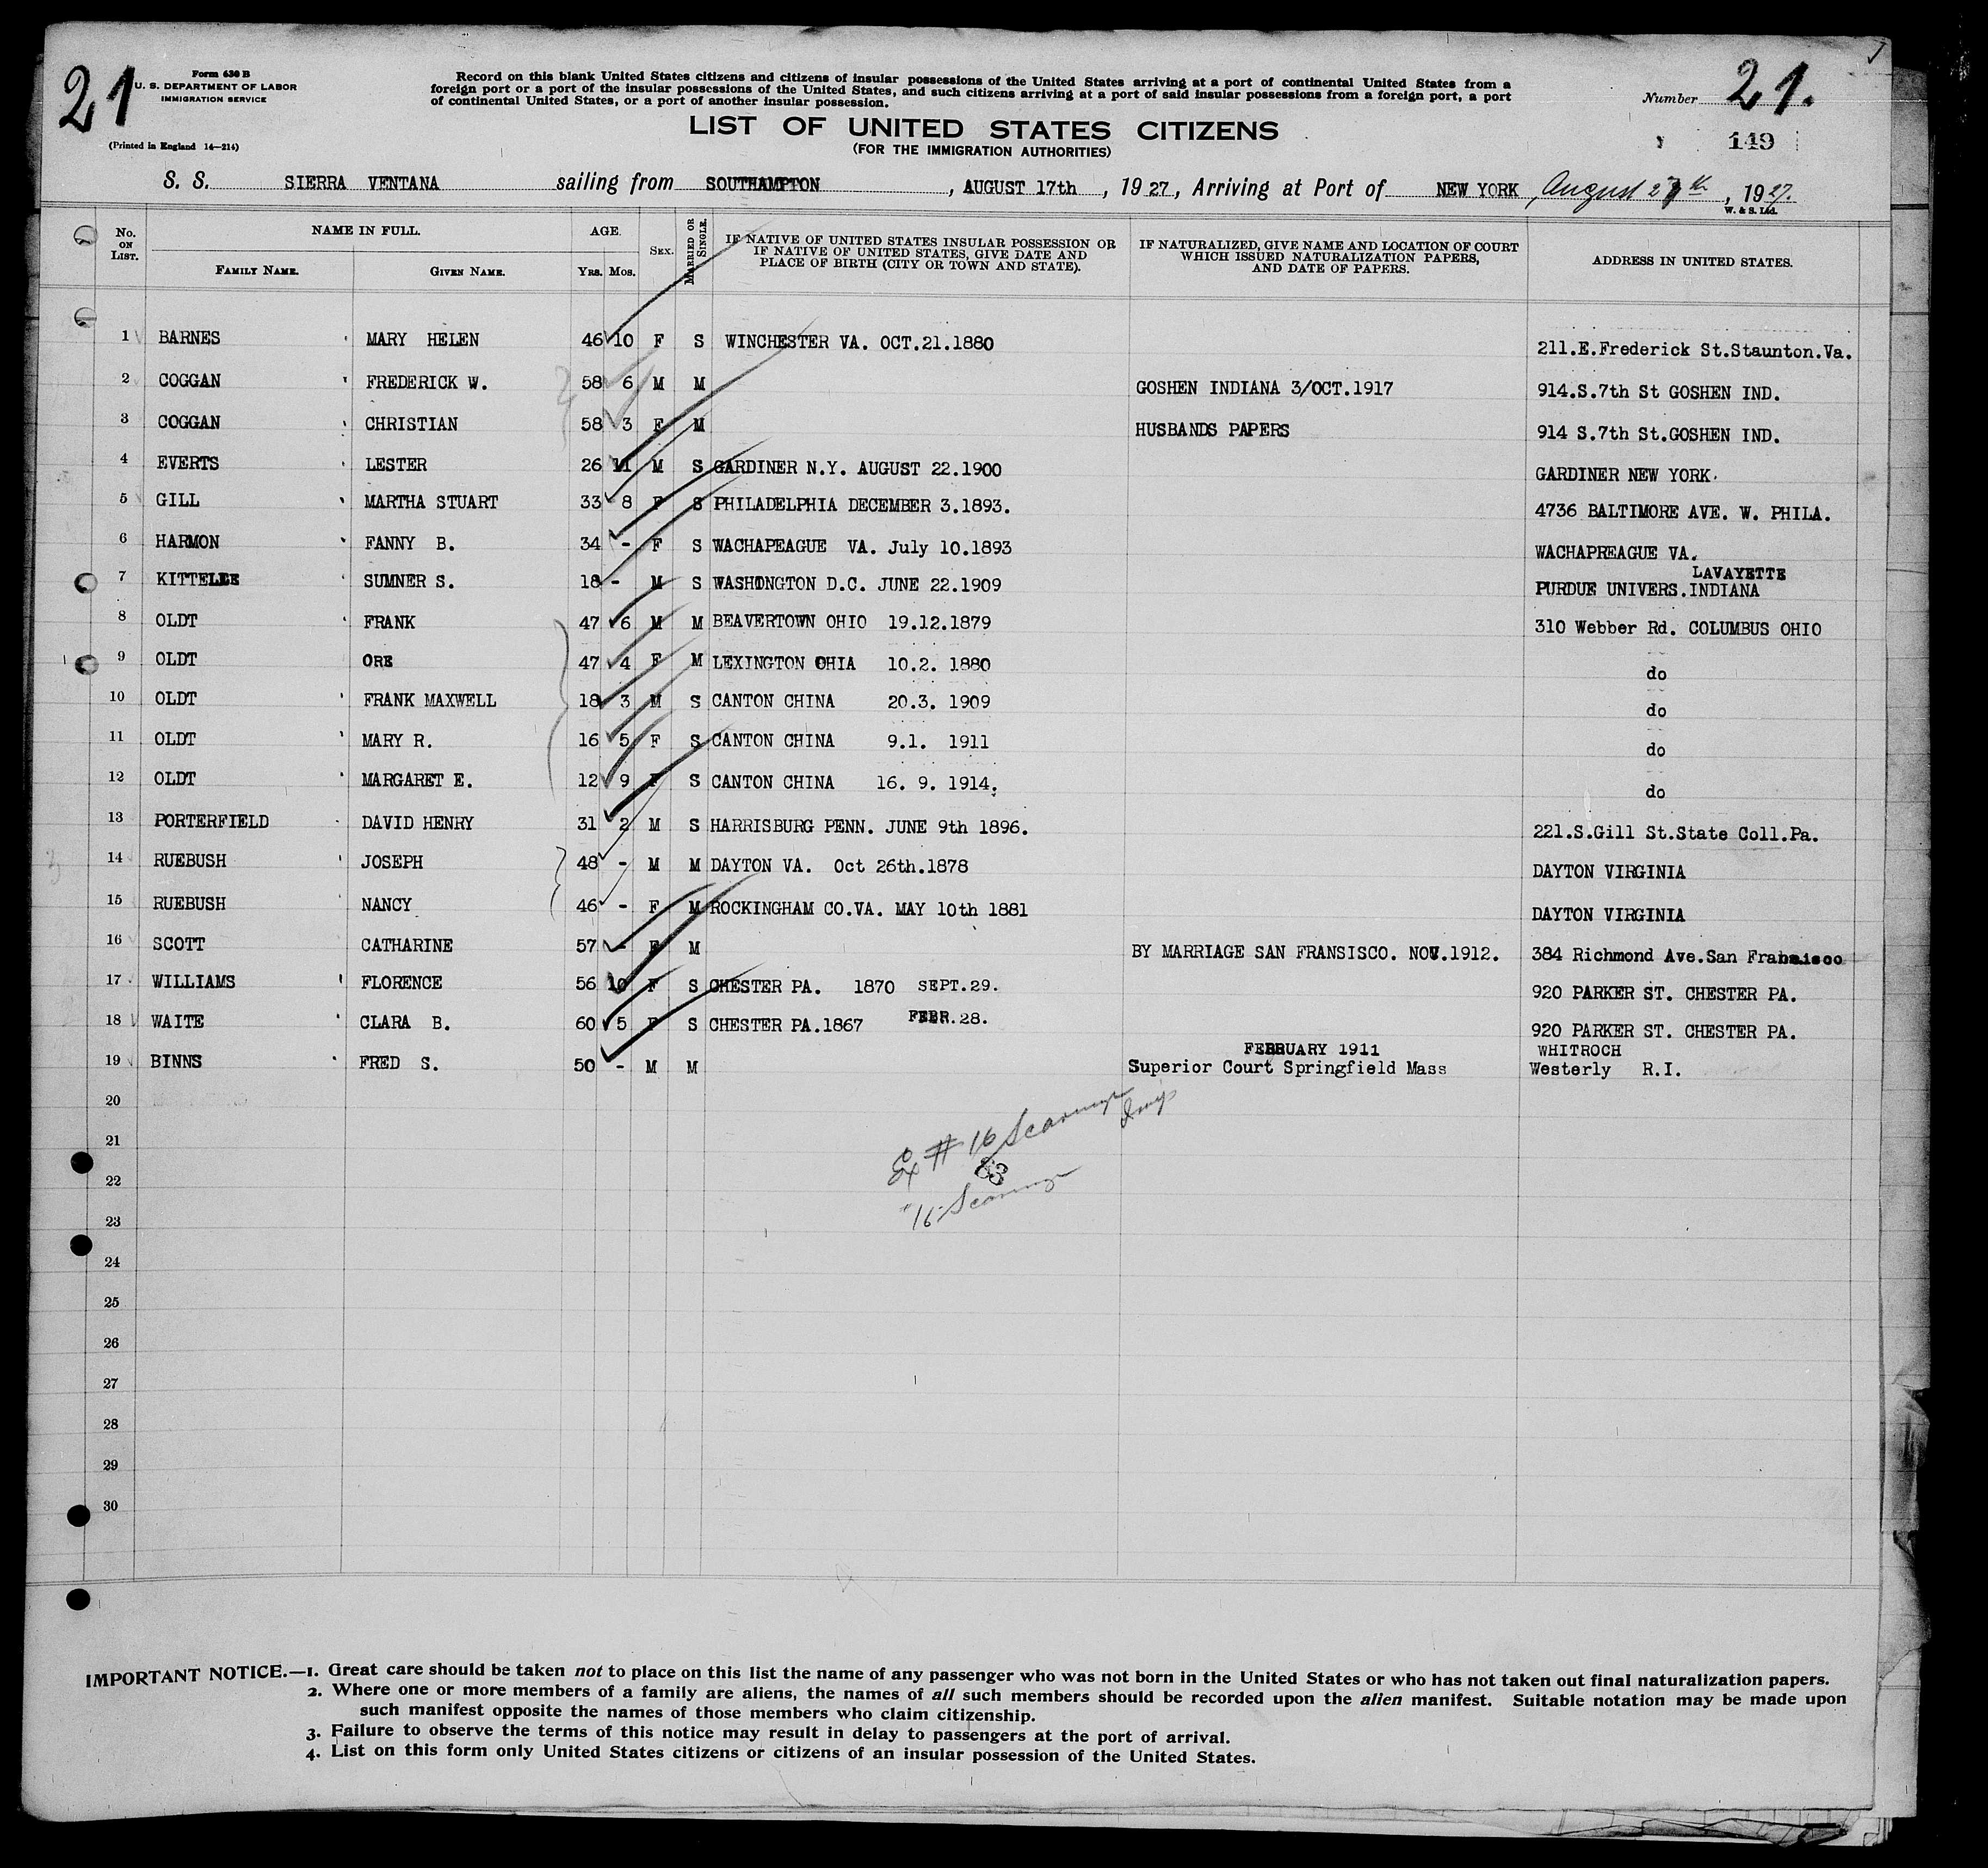 21
Form 630 B
U. S. DEPARTMENT OF LABOR
IMMIGRATION SERVICE
(Printed in England 14—214)
Record on this blank United States citizens and citizens of insular possessions of the United States arriving at a port of continental United States from a
foreign port or a port of the insular possessions of the United States, and such citizens arriving at a port of said insular possessions from a foreign port, a port
of continental United States, or a port of another insular possession.
Number 21.
149
LIST OF UNITED STATES CITIZENS
(FOR THE IMMIGRATION AUTHORITIES)
S. S. SIERRA VENTANA sailing from SOUTHAMPTON, AUGUST 17th, 1927, Arriving at Port of NEW YORK, August 27th, 1927.
W. & S. Ltd.
No. ON LIST. NAME IN FULL. AGE. SEX. MARRIED OR SINGLE. IF NATIVE OF UNITED STATES INSULAR POSSESSION OR IF NATIVE OF UNITED STATES, GIVE DATE AND PLACE OF BIRTH (CITY OR TOWN AND STATE). IF NATURALIZED, GIVE NAME AND LOCATION OF COURT WHICH ISSUED NATURALIZATION PAPERS, AND DATE OF PAPERS. ADDRESS IN UNITED STATES.
FAMILY NAME. GIVEN NAME. YRS. MOS.
1 BARNES MARY HELEN 46 10 F S WINCHESTER VA. OCT.21.1880 211.E.Frederick St.Staunton.Va.
2 COGGAN FREDERICK W. 58 6 M M GOSHEN INDIANA 3/OCT.1917 914.S.7th St GOSHEN IND.
3 COGGAN CHRISTIAN 58 3 F M HUSBANDS PAPERS 914 S.7th St.GOSHEN IND.
4 EVERTS LESTER 26 11 M S GARDINER N.Y. AUGUST 22.1900 GARDINER NEW YORK.
5 GILL MARTHA STUART 33 8 F S PHILADELPHIA DECEMBER 3.1893. 4736 BALTIMORE AVE. W. PHILA.
6 HARMON FANNY B. 34 - F S WACHAPEAGUE VA. July 10.1893 WACHAPREAGUE VA.
7 KITTELLE SUMNER S. 18 - M S WASHINGTON D.C. JUNE 22.1909 PURDUE UNIVERS. LAVAYETTE INDIANA
8 OLDT FRANK 47 6 M M BEAVERTOWN OHIO 19.12.1879 310 Webber Rd. COLUMBUS OHIO
9 OLDT ORE 47 4 F M LEXINGTON OHIA 10.2. 1880 do
10 OLDT FRANK MAXWELL 18 3 M S CANTON CHINA 20.3. 1909 do
11 OLDT MARY R. 16 5 F S CANTON CHINA 9.1. 1911 do
12 OLDT MARGARET E. 12 9 F S CANTON CHINA 16. 9. 1914. do
13 PORTERFIELD DAVID HENRY 31 2 M S HARRISBURG PENN. JUNE 9th 1896. 221.S.Gill St.State Coll.Pa.
14 RUEBUSH JOSEPH 48 - M M DAYTON VA. Oct 26th.1878 DAYTON VIRGINIA
15 RUEBUSH NANCY 46 - F M ROCKINGHAM CO.VA. MAY 10th 1881 DAYTON VIRGINIA
16 SCOTT CATHARINE 57 - F M BY MARRIAGE SAN FRANSISCO. NOV.1912. 384 Richmond Ave.San Fransisco
17 WILLIAMS FLORENCE 56 10 F S CHESTER PA. 1870 SEPT.29. 920 PARKER ST. CHESTER PA.
18 WAITE CLARA B. 60 5 F S CHESTER PA.1867 FEBR.28. 920 PARKER ST. CHESTER PA.
FEBRUARY 1911 WHITROCH
19 BINNS FRED S. 50 - M M Superior Court Springfield Mass Westerly R.I.
20
21
22
23
24
25
26
27
28
29
30
Ex # 16
83
IMPORTANT NOTICE.—1. Great care should be taken not to place on this list the name of any passenger who was not born in the United States or who has not taken out final naturalization papers.
2. Where one or more members of a family are aliens, the names of all such members should be recorded upon the alien manifest. Suitable notation may be made upon
such manifest opposite the names of those members who claim citizenship.
3. Failure to observe the terms of this notice may result in delay to passengers at the port of arrival.
4. List on this form only United States citizens or citizens of an insular possession of the United States.